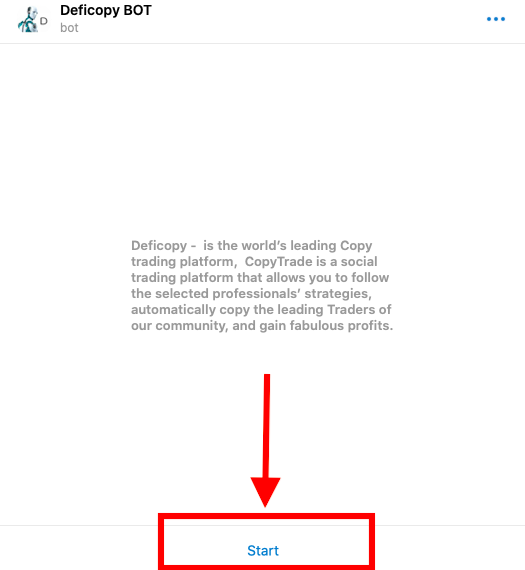 Deficopy BOT
bot
D
Deficopy - is the world's leading Copy
trading platform, CopyTrade is a social
trading platform that allows you to follow
the selected professionals' strategies,
automatically copy the leading Traders of
our community, and gain fabulous profits.
Start